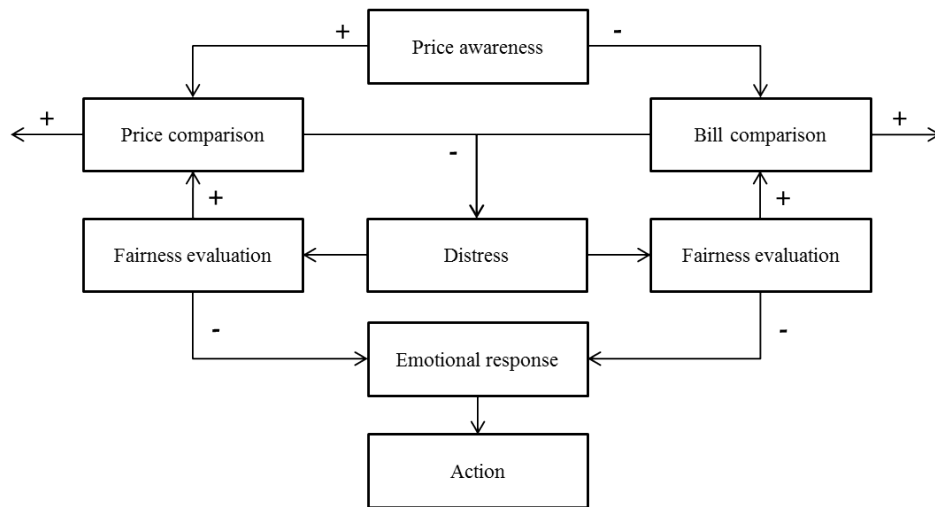 +
Price awareness
-
+
Price comparison
-
Bill comparison
+
+
+
Fairness evaluation
Distress
Fairness evaluation
-
-
Emotional response
Action